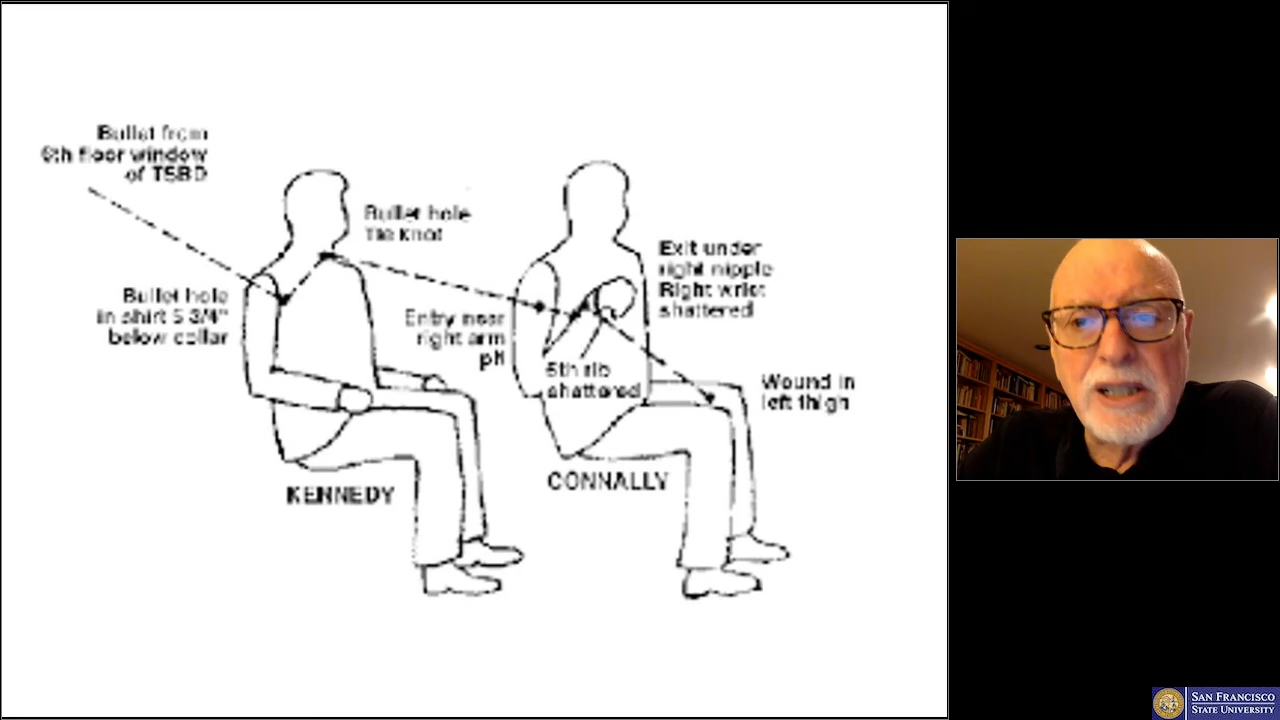 Bullet from
6th floor window
of TSBD
Bullet hole
Tie Knot
Bullet hole
in shirt 5 3/4"
below collar
Exit under
right nipple
Right wrist
shattered
Entry near
right arm
pit
5th rib
shattered
Wound in
left thigh
KENNEDY
CONNALLY
SAN FRANCISCO
STATE UNIVERSITY